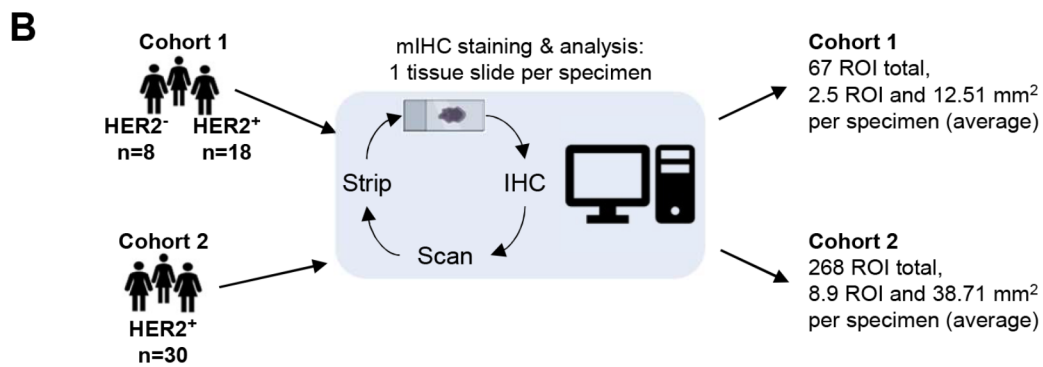 B
Cohort 1
HER2- HER2+
n=8 n=18
Cohort 2
HER2+
n=30
mIHC staining & analysis:
1 tissue slide per specimen
Strip
IHC
Scan
Cohort 1
67 ROI total,
2.5 ROI and 12.51 mm2
per specimen (average)
Cohort 2
268 ROI total,
8.9 ROI and 38.71 mm2
per specimen (average)